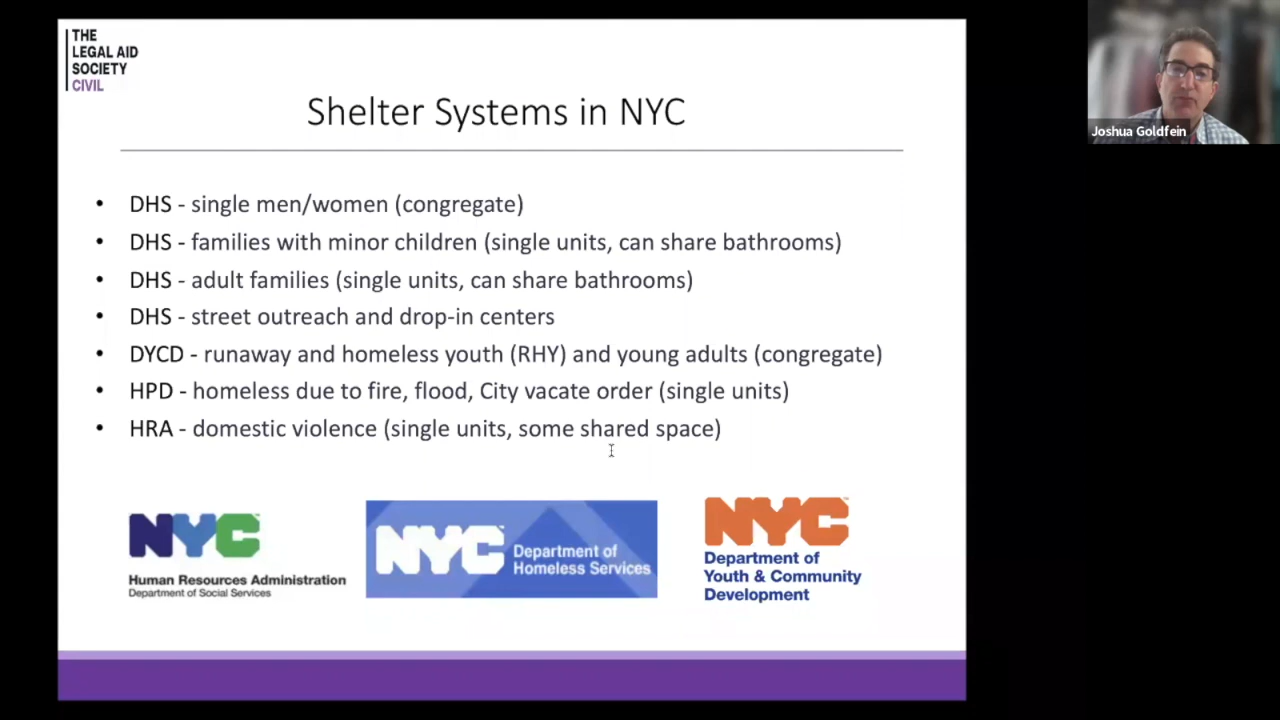 THE
LEGAL AID
SOCIETY
CIVIL
Shelter Systems in NYC
• DHS - single men/women (congregate)
• DHS - families with minor children (single units, can share bathrooms)
• DHS - adult families (single units, can share bathrooms)
• DHS - street outreach and drop-in centers
• DYCD - runaway and homeless youth (RHY) and young adults (congregate)
• HPD - homeless due to fire, flood, City vacate order (single units)
• HRA - domestic violence (single units, some shared space)
NYC
Human Resources Administration
Department of Social Services
NYC
Department of
Homeless Services
NYC
Department of
Youth & Community
Development
Joshua Goldfein